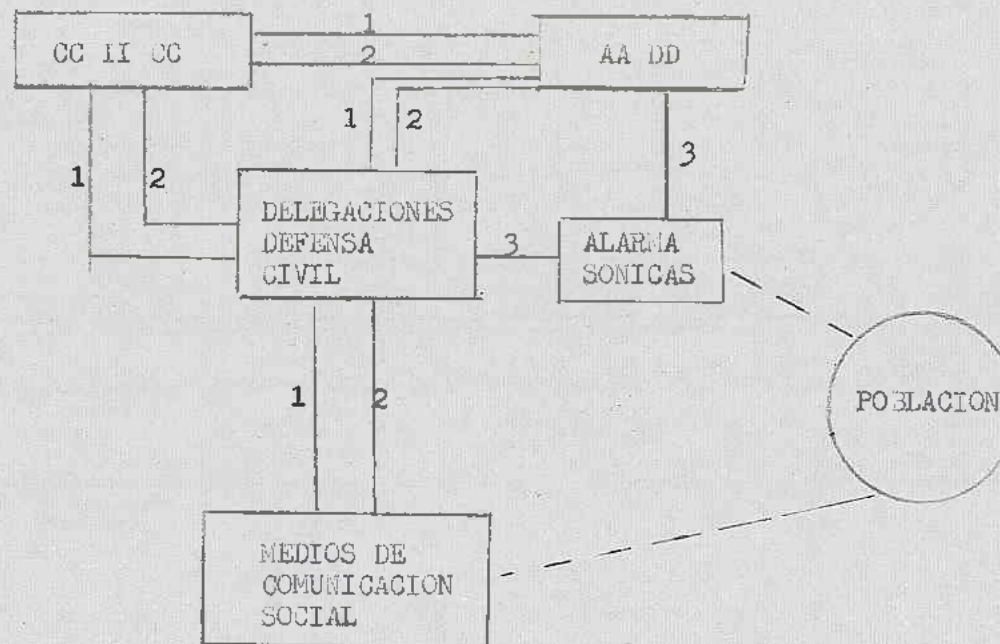 1
CC II CC
2
AA DD
1
2
3
1
2
DELEGACIONES
DEFENSA
CIVIL
3
ALARMA
SONICAS
1
2
POBLACION
MEDIOS DE
COMUNICACION
SOCIAL